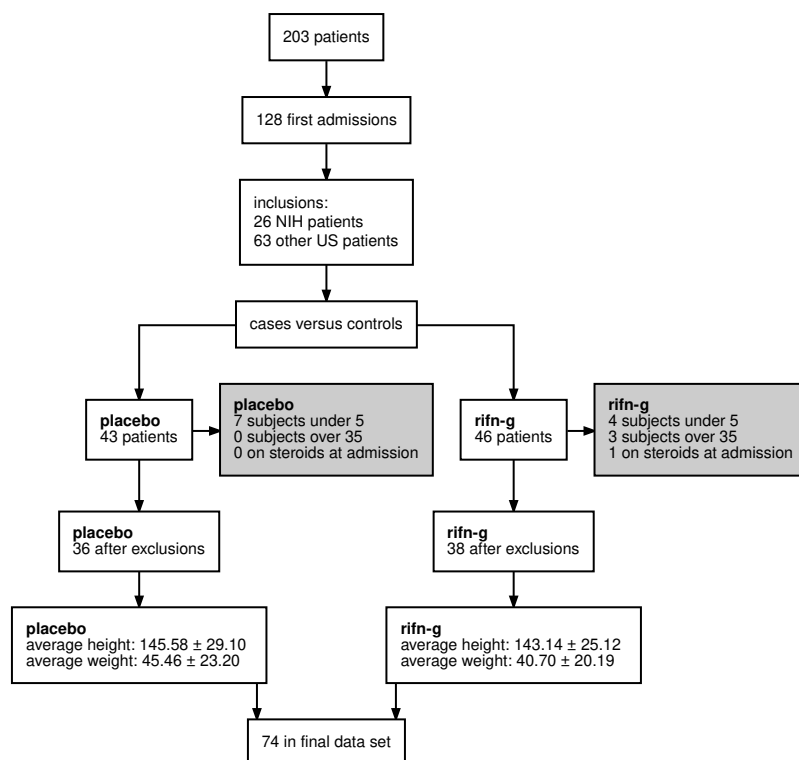 203 patients
128 first admissions
inclusions:
26 NIH patients
63 other US patients
cases versus controls
placebo
43 patients
placebo
7 subjects under 5
0 subjects over 35
0 on steroids at admission
rifn-g
46 patients
rifn-g
4 subjects under 5
3 subjects over 35
1 on steroids at admission
placebo
36 after exclusions
rifn-g
38 after exclusions
placebo
average height: 145.58 ± 29.10
average weight: 45.46 ± 23.20
rifn-g
average height: 143.14 ± 25.12
average weight: 40.70 ± 20.19
74 in final data set